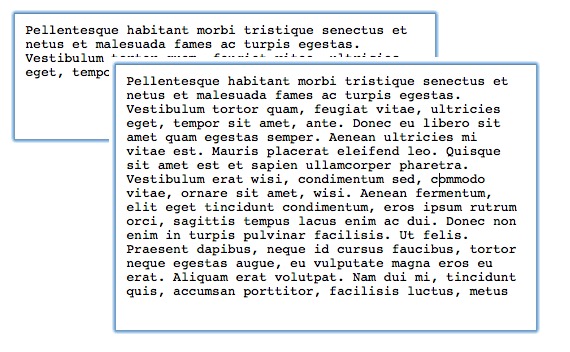 Pellentesque habitant morbi tristique senectus et
netus et malesuada fames ac turpis egestas.
Vestibulum tortor quam, feugiat vitae, ultricies
eget, tempo
Pellentesque habitant morbi tristique senectus et
netus et malesuada fames ac turpis egestas.
Vestibulum tortor quam, feugiat vitae, ultricies
eget, tempor sit amet, ante. Donec eu libero sit
amet quam egestas semper. Aenean ultricies mi
vitae est. Mauris placerat eleifend leo. Quisque
sit amet est et sapien ullamcorper pharetra.
Vestibulum erat wisi, condimentum sed, commodo
vitae, ornare sit amet, wisi. Aenean fermentum,
elit eget tincidunt condimentum, eros ipsum rutrum
orci, sagittis tempus lacus enim ac dui. Donec non
enim in turpis pulvinar facilisis. Ut felis.
Praesent dapibus, neque id cursus faucibus, tortor
neque egestas augue, eu vulputate magna eros eu
erat. Aliquam erat volutpat. Nam dui mi, tincidunt
quis, accumsan porttitor, facilisis luctus, metus